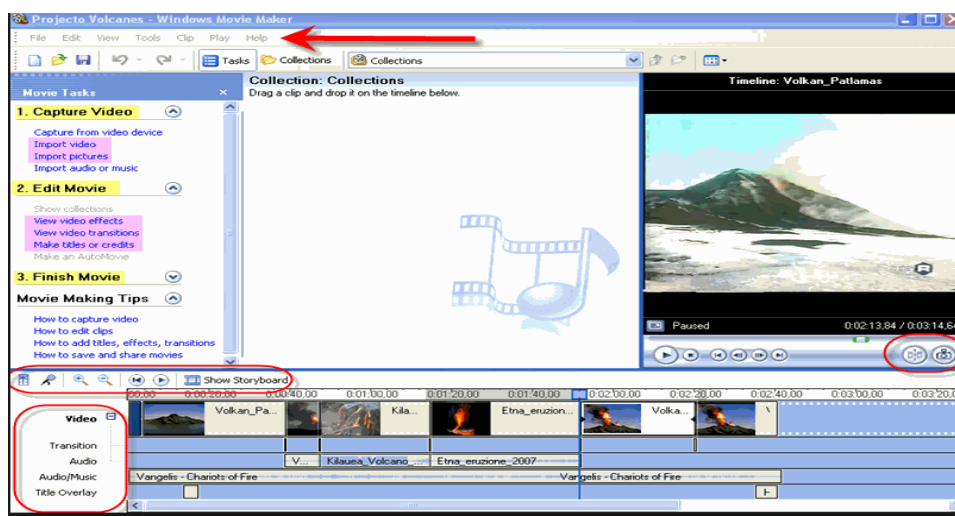 Projecto Volcanes - Windows Movie Maker
File Edit View Tools Clip Play Help
Tasks Collections Collections
Movie Tasks
1. Capture Video
Capture from video device
Import video
Import pictures
Import audio or music
2. Edit Movie
Show collections
View video effects
View video transitions
Make titles or credits
Make an AutoMovie
3. Finish Movie
Movie Making Tips
How to capture video
How to edit clips
How to add titles, effects, transitions
How to save and share movies
Collection: Collections
Drag a clip and drop it on the timeline below.
Timeline: Volkan_Patlamas
Paused 0:02:13,84 / 0:03:14,64
Show Storyboard
00,00 0:00:20,00 0:00:40,00 0:01:00,00 0:01:20,00 0:01:40,00 0:02:00,00 0:02:20,00 0:02:40,00 0:03:00,00 0:03:20,0
Video Volkan_Pa... Kila... Etna_eruzion... Volka... V
Transition
Audio V... Kilauea_Volcano_... Etna_eruzione_2007
Audio/Music Vangelis - Chariots of Fire Vangelis - Chariots of Fire
Title Overlay